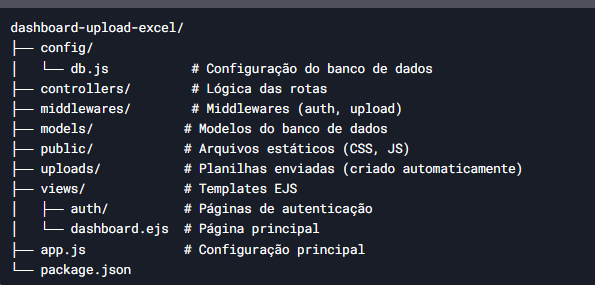 dashboard-upload-excel/
├── config/
│   └── db.js           # Configuração do banco de dados
├── controllers/        # Lógica das rotas
├── middlewares/        # Middlewares (auth, upload)
├── models/            # Modelos do banco de dados
├── public/            # Arquivos estáticos (CSS, JS)
├── uploads/           # Planilhas enviadas (criado automaticamente)
├── views/             # Templates EJS
│   ├── auth/          # Páginas de autenticação
│   └── dashboard.ejs  # Página principal
├── app.js             # Configuração principal
└── package.json